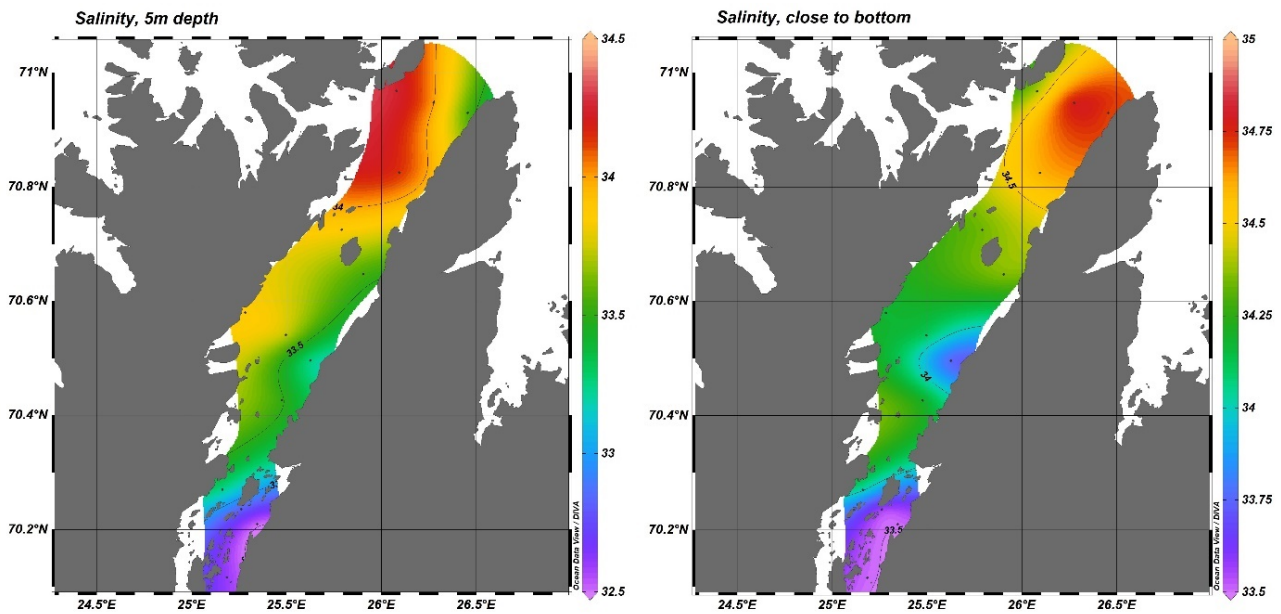 Salinity, 5m depth
34.5
34
33.5
33
32.5
71°N
70.8°N
70.6°N
70.4°N
70.2°N
24.5°E
25°E
25.5°E
26°E
26.5°E
33.5
Ocean Data View / DIVA
Salinity, close to bottom
35
34.75
34.5
34.25
34
33.75
33.5
71°N
70.8°N
70.6°N
70.4°N
70.2°N
24.5°E
25°E
25.5°E
26°E
26.5°E
34.5
34
33.5
Ocean Data View / DIVA